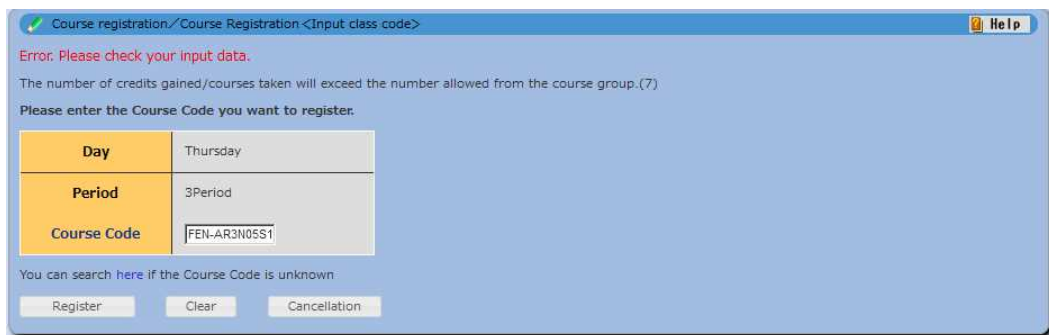 Course registration／Course Registration<Input class code>
Help
Error. Please check your input data.
The number of credits gained/courses taken will exceed the number allowed from the course group.(7)
Please enter the Course Code you want to register.
Day Thursday
Period 3Period
Course Code FEN-AR3N05S1
You can search here if the Course Code is unknown
Register Clear Cancellation